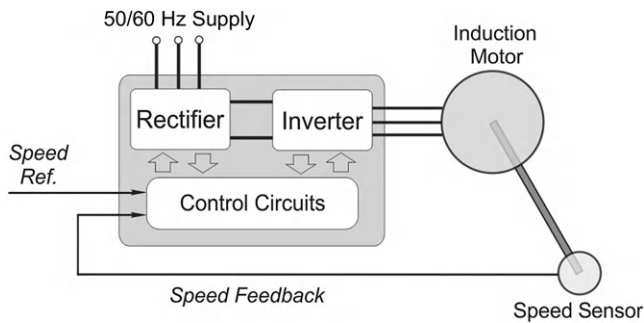 50/60 Hz Supply
Induction
Motor
Rectifier
Inverter
Speed
Ref.
Control Circuits
Speed Feedback
Speed Sensor